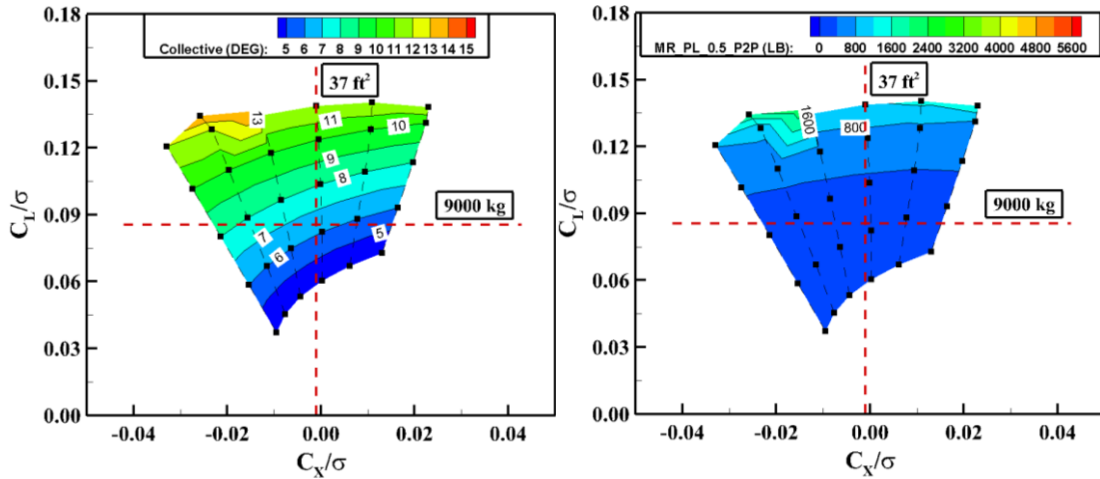 0.18
0.15
0.12
0.09
0.06
0.03
0.00
C_L/σ
Collective (DEG): 5 6 7 8 9 10 11 12 13 14 15
37 ft²
13
11
10
9
8
7
6
5
9000 kg
-0.04 -0.02 0.00 0.02 0.04
C_X/σ
0.18
0.15
0.12
0.09
0.06
0.03
0.00
C_L/σ
MR_PL_0.5_P2P (LB): 0 800 1600 2400 3200 4000 4800 5600
37 ft²
1600
800
9000 kg
-0.04 -0.02 0.00 0.02 0.04
C_X/σ